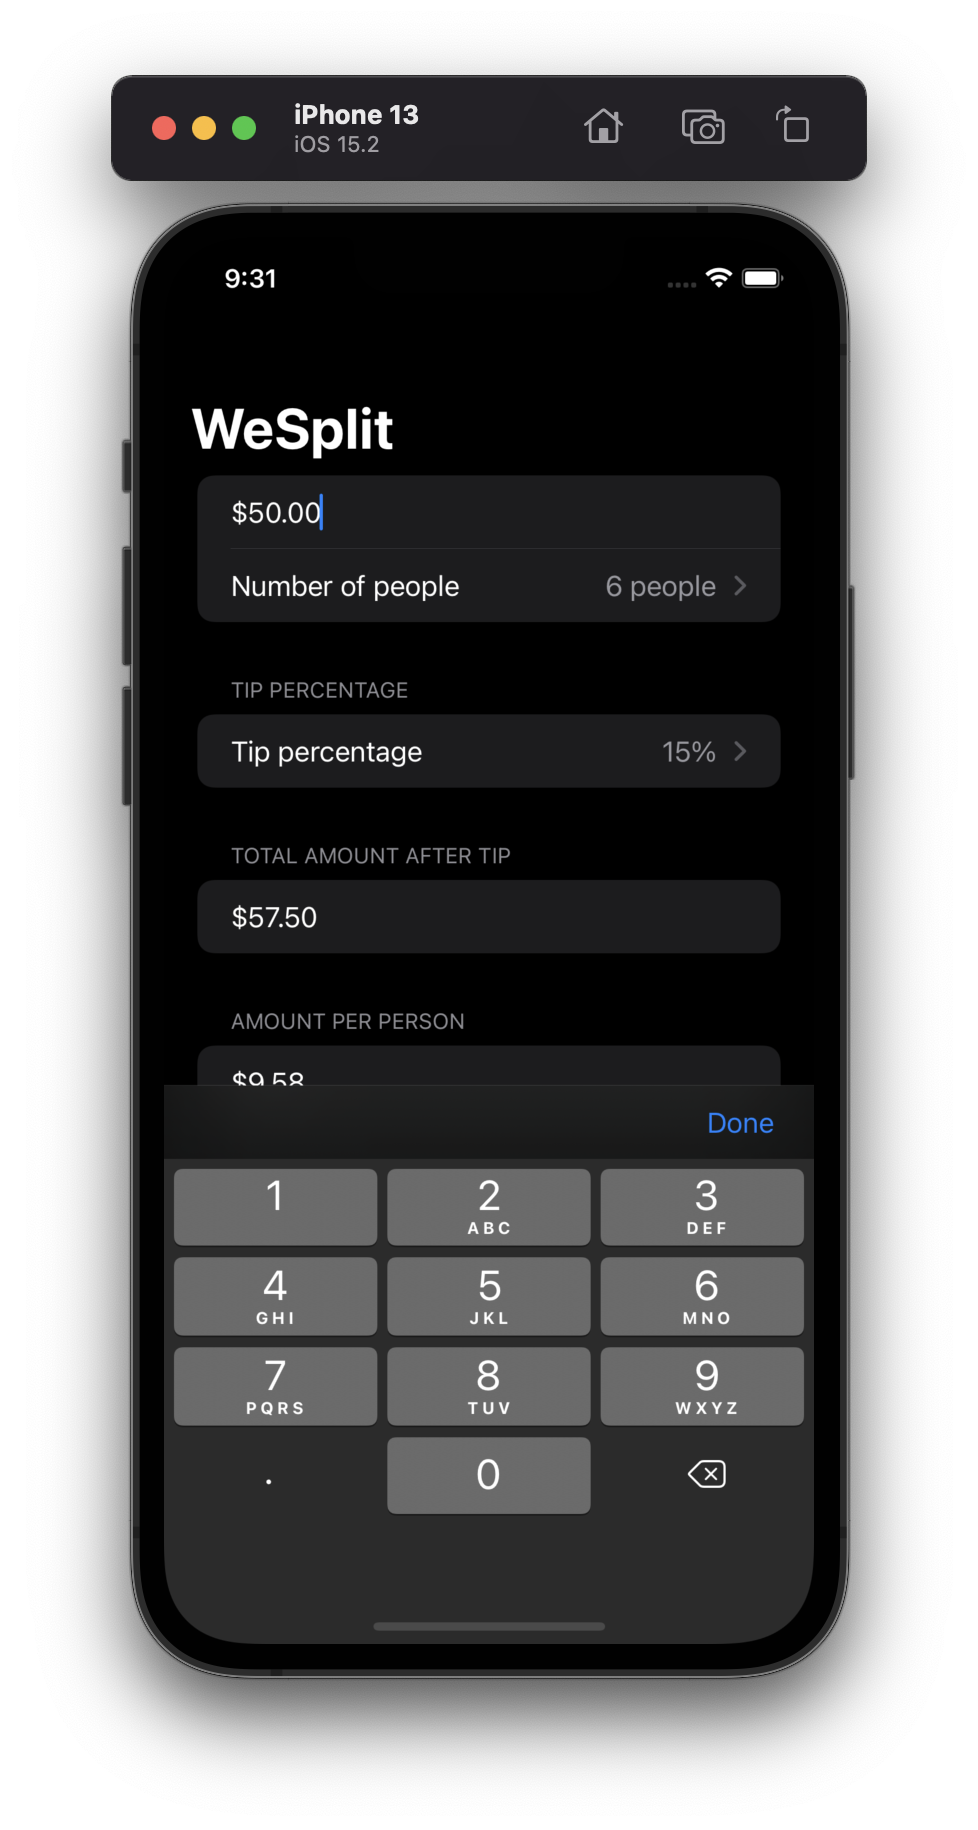 iPhone 13
iOS 15.2
9:31
WeSplit
$50.00
Number of people 6 people
TIP PERCENTAGE
Tip percentage 15%
TOTAL AMOUNT AFTER TIP
$57.50
AMOUNT PER PERSON
$9.58
Done
1 2 3
ABC DEF
4 5 6
GHI JKL MNO
7 8 9
PQRS TUV WXYZ
. 0